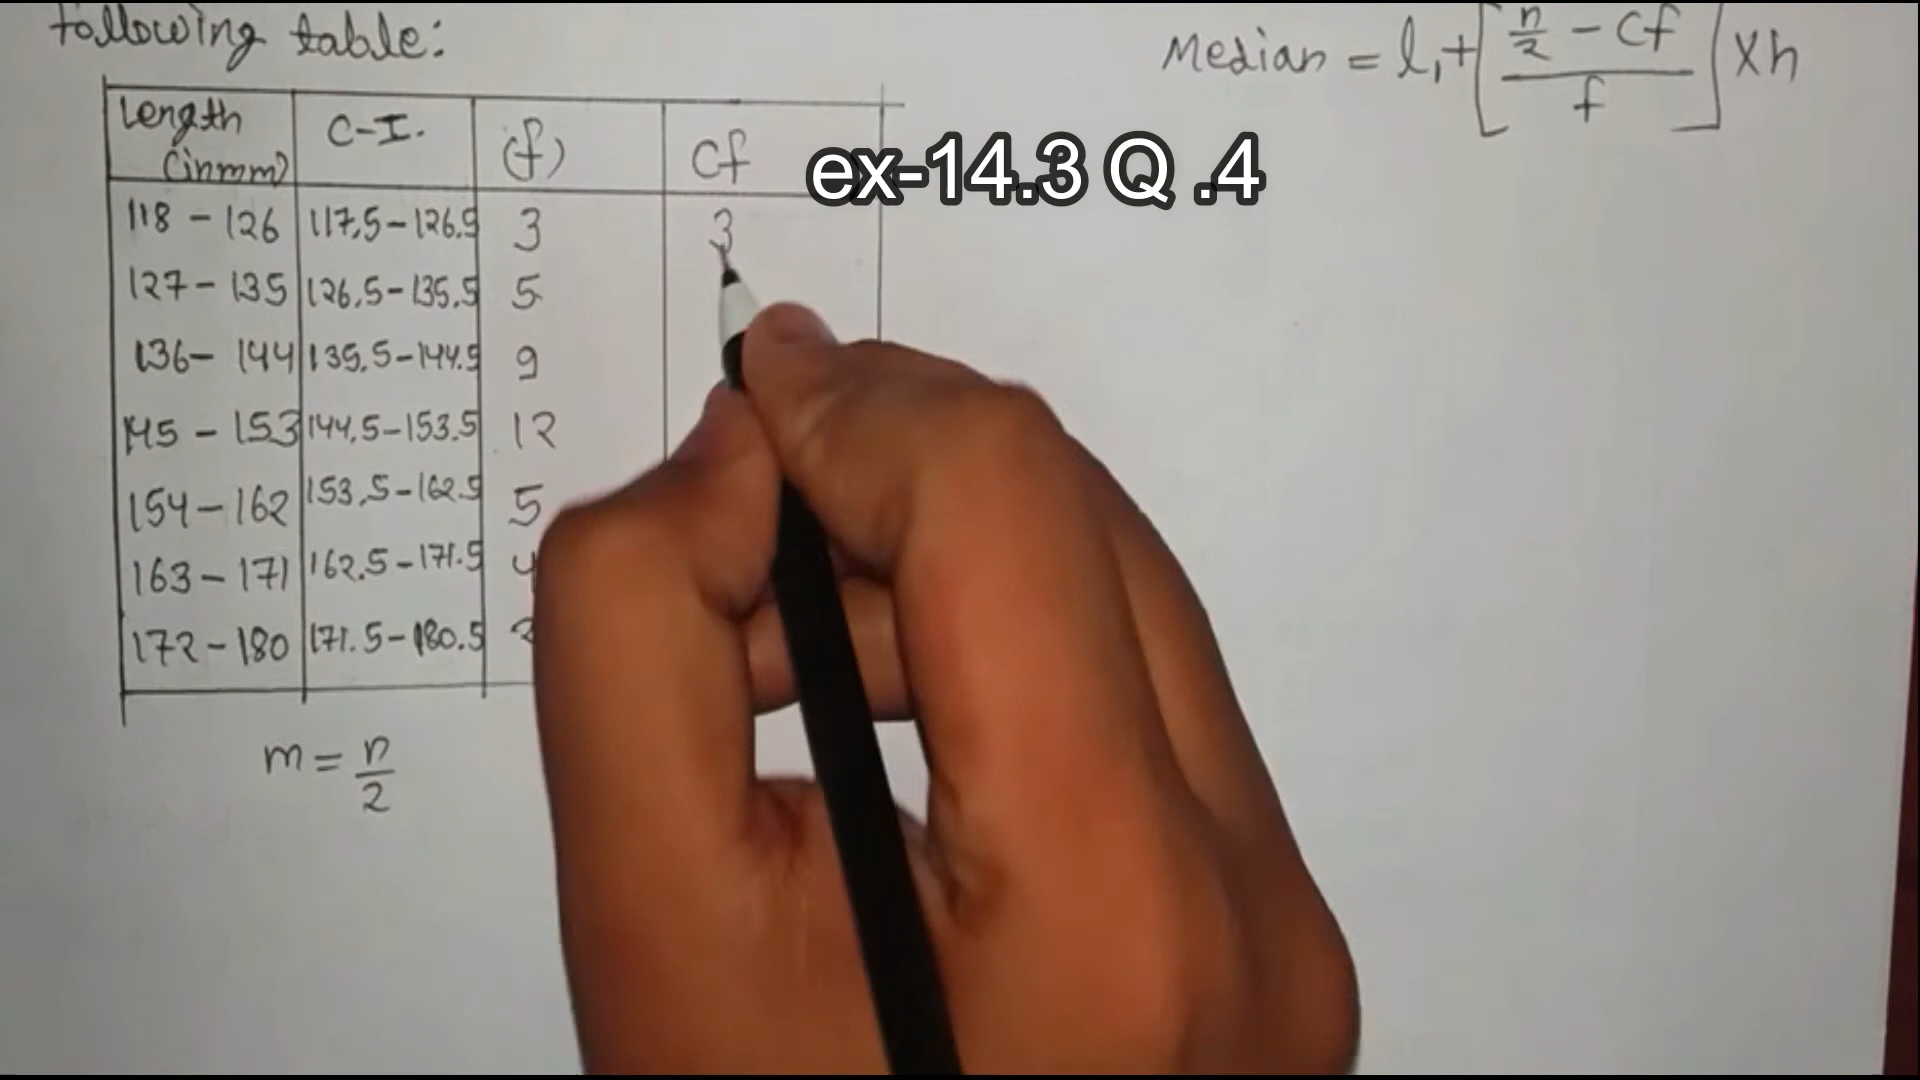 following table:
Median = l₁+[n/2 - cf / f] × h
Length (in mm) C-I. (f) Cf
ex-14.3 Q .4
118 - 126 117.5-126.5 3 3
127 - 135 126.5-135.5 5
136 - 144 135.5-144.5 9
145 - 153 144.5-153.5 12
154 - 162 153.5-162.5 5
163 - 171 162.5-171.5 4
172 - 180 171.5-180.5
m = n/2